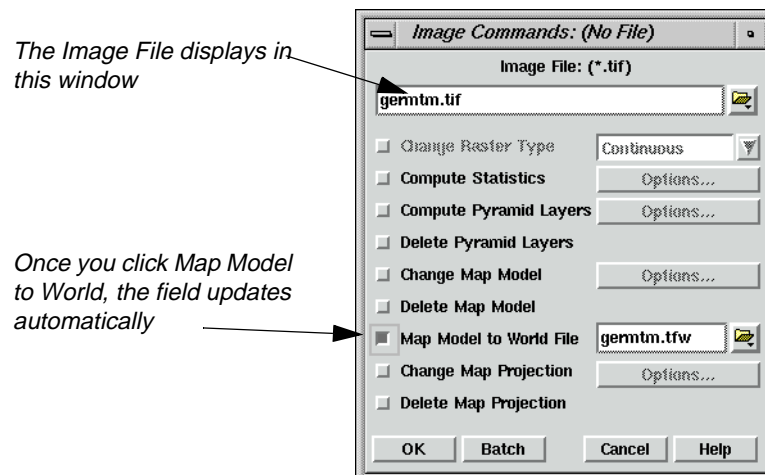 The Image File displays in
this window
Once you click Map Model
to World, the field updates
automatically
Image Commands: (No File)
Image File: (*.tif)
germtm.tif
Change Raster Type Continuous
Compute Statistics Options...
Compute Pyramid Layers Options...
Delete Pyramid Layers
Change Map Model Options...
Delete Map Model
Map Model to World File germtm.tfw
Change Map Projection Options...
Delete Map Projection
OK Batch Cancel Help